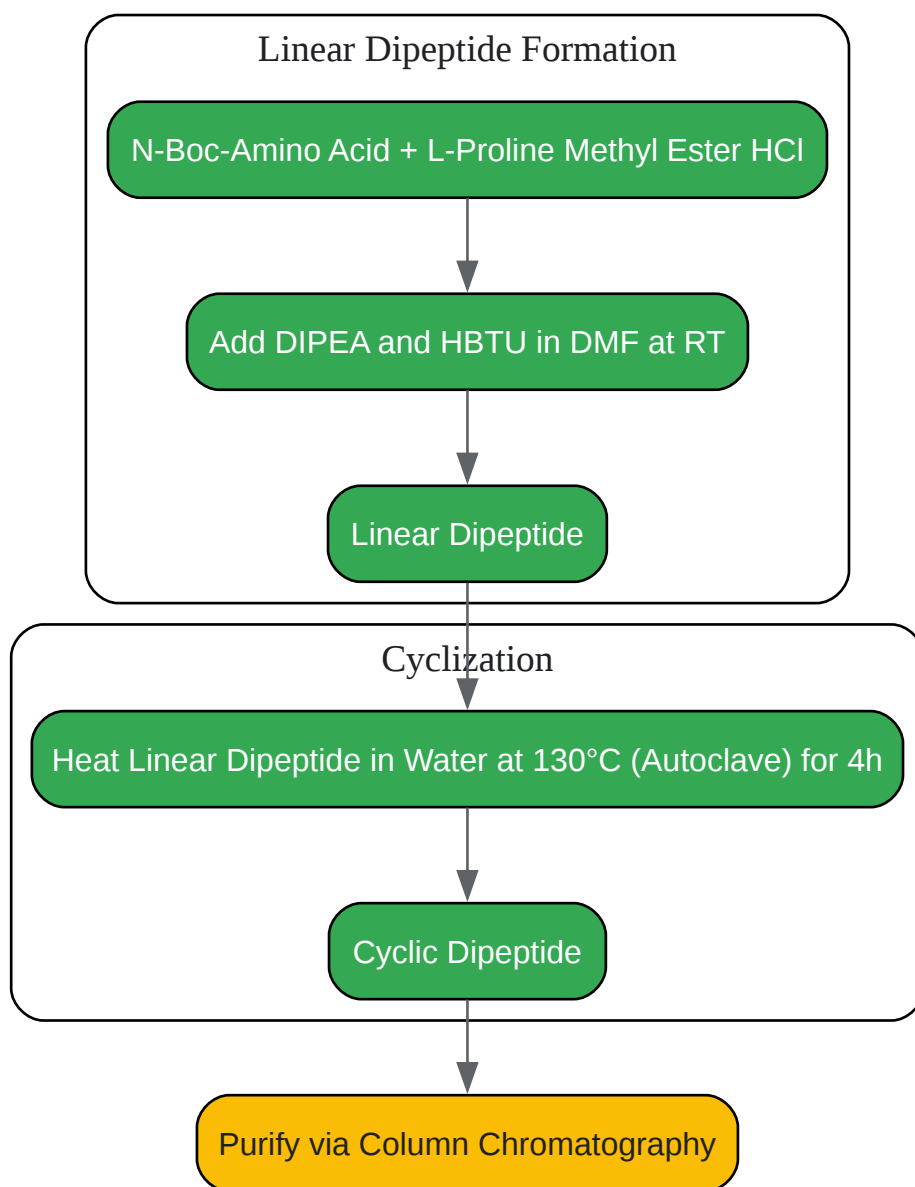 Linear Dipeptide Formation
N-Boc-Amino Acid + L-Proline Methyl Ester HCl
Add DIPEA and HBTU in DMF at RT
Linear Dipeptide
Cyclization
Heat Linear Dipeptide in Water at 130°C (Autoclave) for 4h
Cyclic Dipeptide
Purify via Column Chromatography